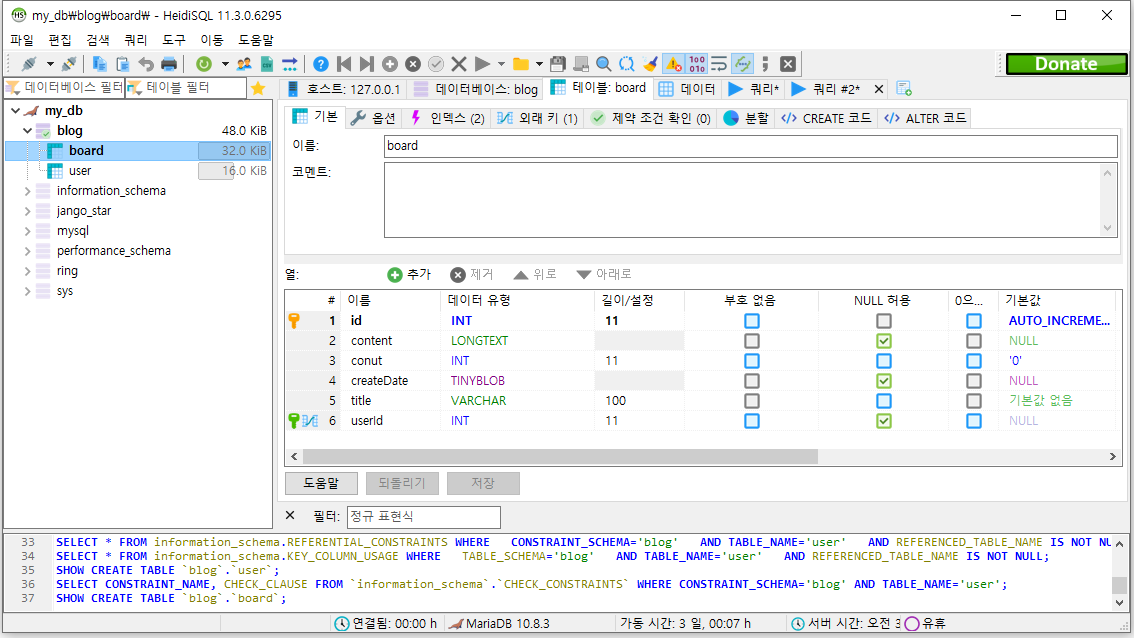 my_db₩blog₩board₩ - HeidiSQL 11.3.0.6295
파일 편집 검색 쿼리 도구 이동 도움말
Donate
데이터베이스 필터 테이블 필터
호스트: 127.0.0.1 데이터베이스: blog 테이블: board 데이터 쿼리* 쿼리 #2*
my_db
blog 48.0 KiB
board 32.0 KiB
user 16.0 KiB
information_schema
jango_star
mysql
performance_schema
ring
sys
기본 옵션 인덱스 (2) 외래 키 (1) 제약 조건 확인 (0) 분할 CREATE 코드 ALTER 코드
이름: board
코멘트:
열: 추가 제거 위로 아래로
# 이름 데이터 유형 길이/설정 부호 없음 NULL 허용 0으... 기본값
1 id INT 11 AUTO_INCREME...
2 content LONGTEXT NULL
3 conut INT 11 '0'
4 createDate TINYBLOB NULL
5 title VARCHAR 100 기본값 없음
6 userId INT 11 NULL
도움말 되돌리기 저장
필터: 정규 표현식
33 SELECT * FROM information_schema.REFERENTIAL_CONSTRAINTS WHERE CONSTRAINT_SCHEMA='blog' AND TABLE_NAME='user' AND REFERENCED_TABLE_NAME IS NOT NU
34 SELECT * FROM information_schema.KEY_COLUMN_USAGE WHERE TABLE_SCHEMA='blog' AND TABLE_NAME='user' AND REFERENCED_TABLE_NAME IS NOT NULL;
35 SHOW CREATE TABLE `blog`.`user`;
36 SELECT CONSTRAINT_NAME, CHECK_CLAUSE FROM `information_schema`.`CHECK_CONSTRAINTS` WHERE CONSTRAINT_SCHEMA='blog' AND TABLE_NAME='user';
37 SHOW CREATE TABLE `blog`.`board`;
연결됨: 00:00 h MariaDB 10.8.3 가동 시간: 3 일, 00:07 h 서버 시간: 오전 3 유휴